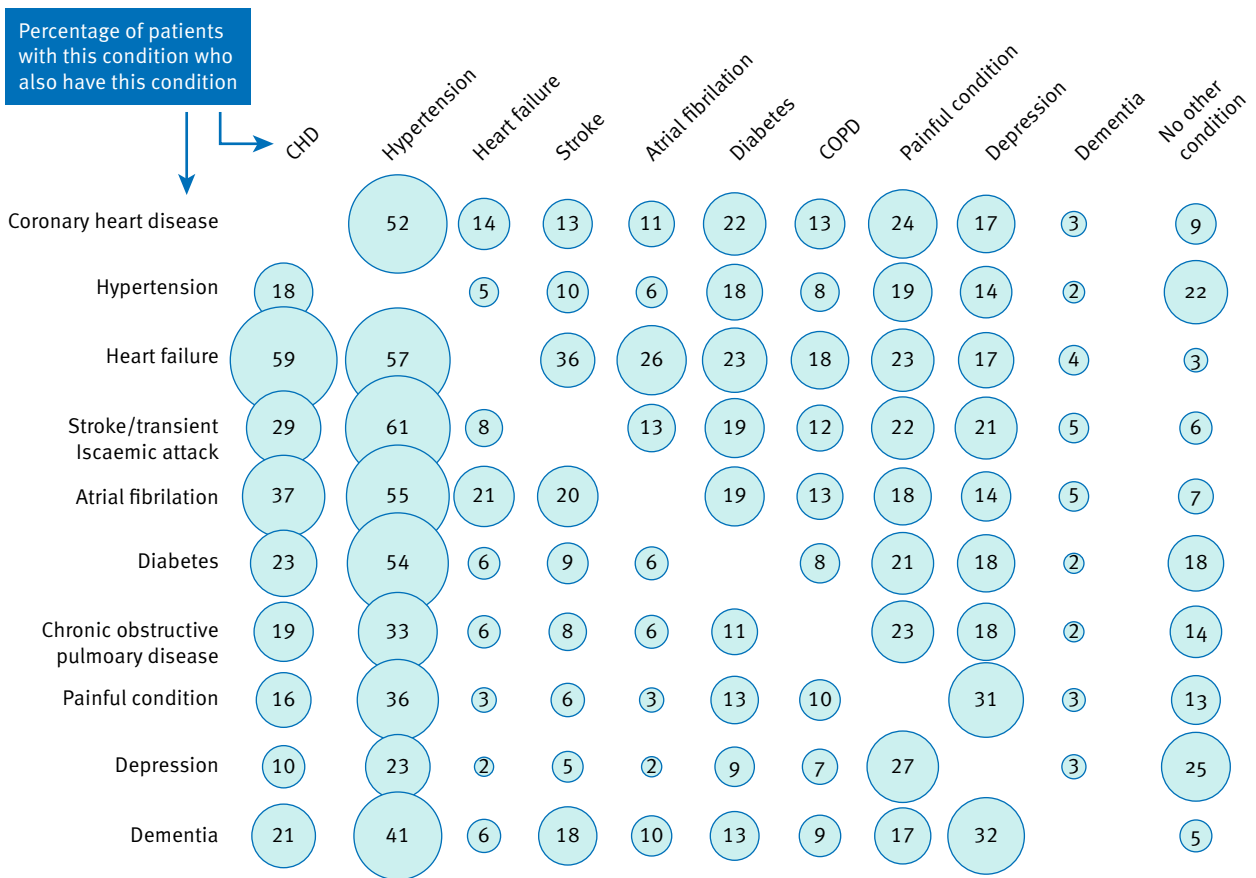 Percentage of patients
with this condition who
also have this condition
CHD
Hypertension
Heart failure
Stroke
Atrial fibrilation
Diabetes
COPD
Painful condition
Depression
Dementia
No other
condition
Coronary heart disease 52 14 13 11 22 13 24 17 3 9
Hypertension 18 5 10 6 18 8 19 14 2 22
Heart failure 59 57 36 26 23 18 23 17 4 3
Stroke/transient
Iscaemic attack 29 61 8 13 19 12 22 21 5 6
Atrial fibrilation 37 55 21 20 19 13 18 14 5 7
Diabetes 23 54 6 9 6 8 21 18 2 18
Chronic obstructive
pulmoary disease 19 33 6 8 6 11 23 18 2 14
Painful condition 16 36 3 6 3 13 10 31 3 13
Depression 10 23 2 5 2 9 7 27 3 25
Dementia 21 41 6 18 10 13 9 17 32 5